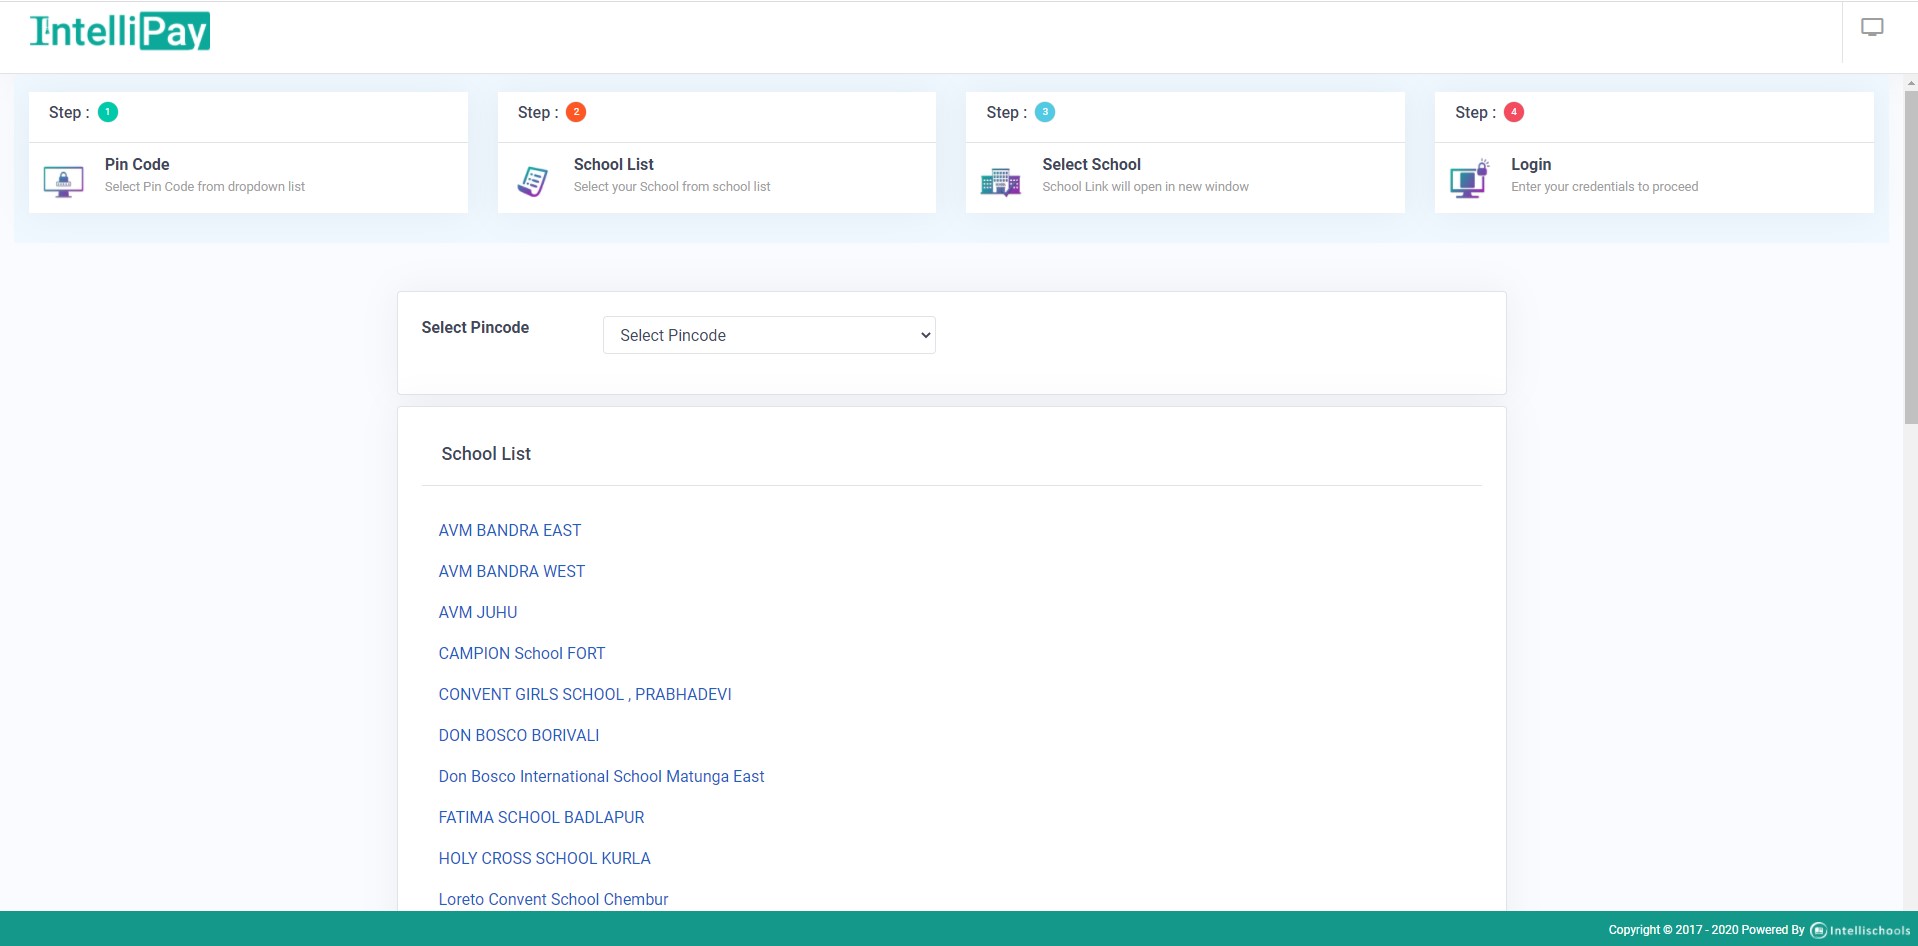 IntelliPay
Step : 1
Pin Code
Select Pin Code from dropdown list
Step : 2
School List
Select your School from school list
Step : 3
Select School
School Link will open in new window
Step : 4
Login
Enter your credentials to proceed
Select Pincode
Select Pincode
School List
AVM BANDRA EAST
AVM BANDRA WEST
AVM JUHU
CAMPION School FORT
CONVENT GIRLS SCHOOL , PRABHADEVI
DON BOSCO BORIVALI
Don Bosco International School Matunga East
FATIMA SCHOOL BADLAPUR
HOLY CROSS SCHOOL KURLA
Loreto Convent School Chembur
Copyright © 2017 - 2020 Powered By Intellischools